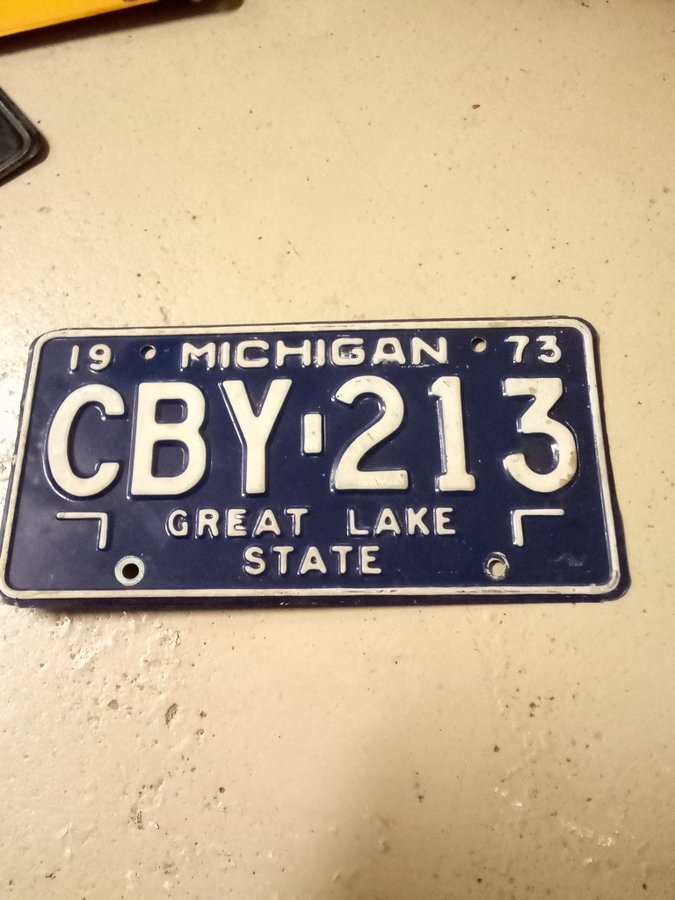 19 MICHIGAN 73
CBY-213
GREAT LAKE
STATE